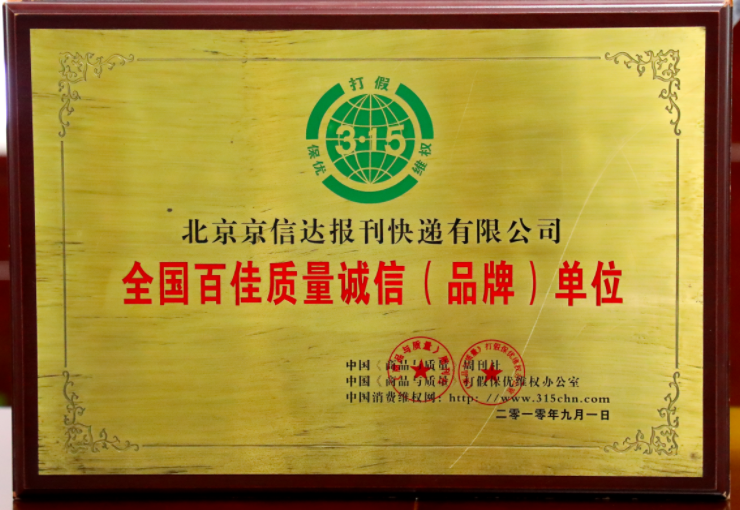 打假
3·15
保优 维权
北京京信达报刊快递有限公司
全国百佳质量诚信（品牌）单位
中国《商品与质量》周刊社
中国《商品与质量》打假保优维权办公室
中国消费维权网：http://www.315chn.com
二零一零年九月一日